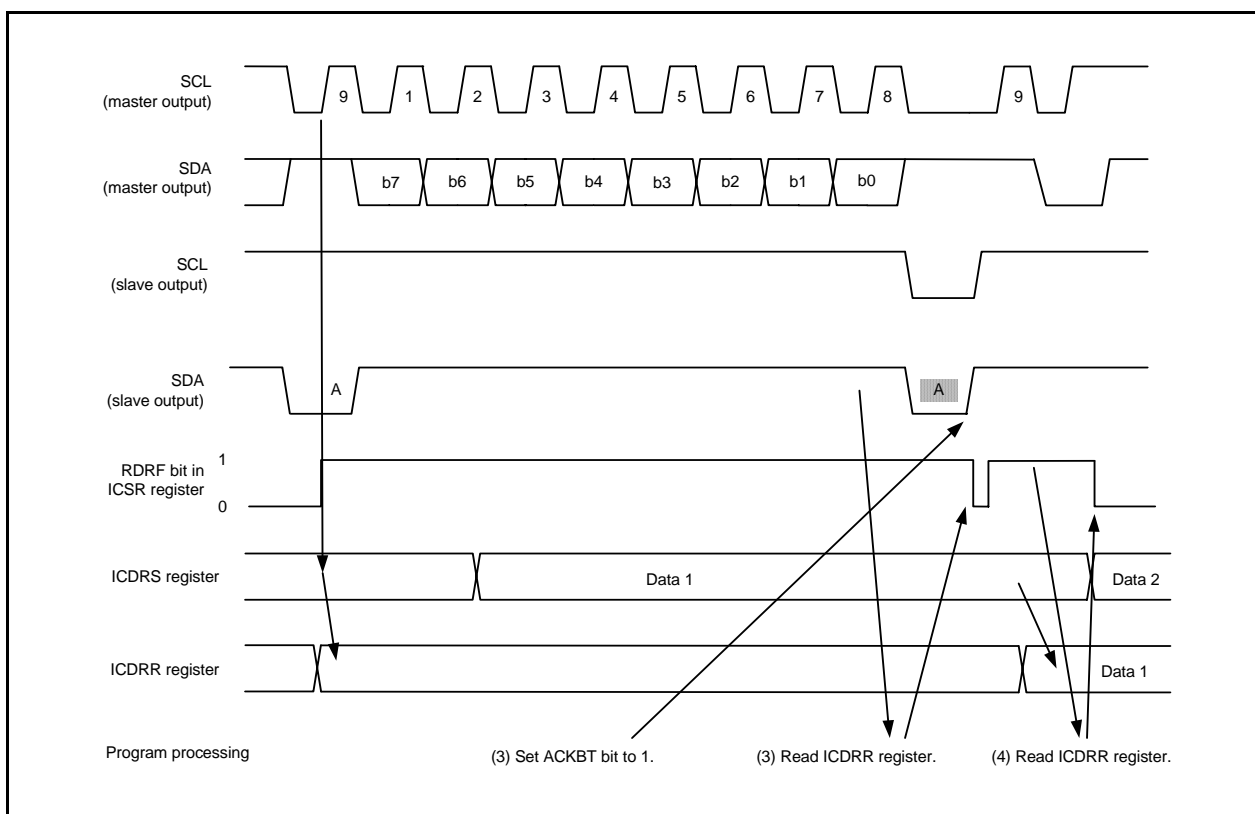 SCL
(master output)
9 1 2 3 4 5 6 7 8 9
SDA
(master output)
b7 b6 b5 b4 b3 b2 b1 b0
SCL
(slave output)
SDA
(slave output)
A A
RDRF bit in
ICSR register
1
0
ICDRS register
Data 1 Data 2
ICDRR register
Data 1
Program processing
(3) Set ACKBT bit to 1. (3) Read ICDRR register. (4) Read ICDRR register.